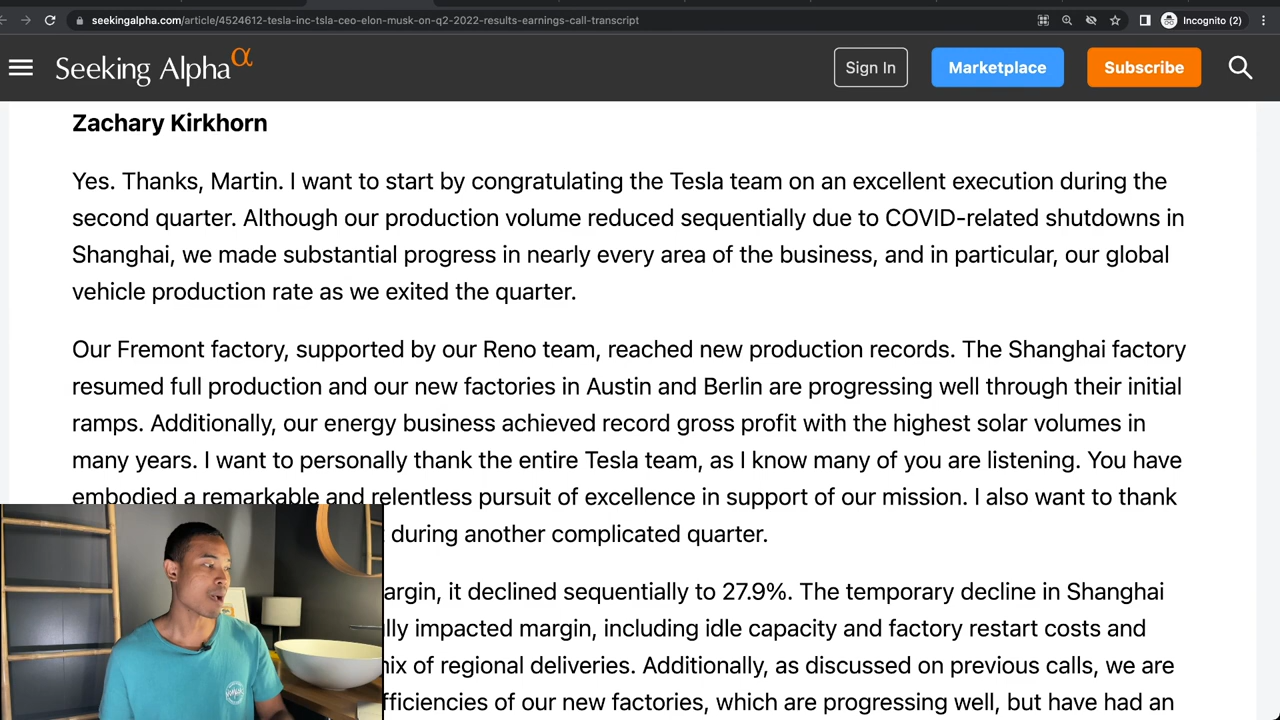 seekingalpha.com/article/4524612-tesla-inc-tsla-ceo-elon-musk-on-q2-2022-results-earnings-call-transcript
Incognito (2)
Seeking Alpha α
Sign In
Marketplace
Subscribe
Zachary Kirkhorn
Yes. Thanks, Martin. I want to start by congratulating the Tesla team on an excellent execution during the
second quarter. Although our production volume reduced sequentially due to COVID-related shutdowns in
Shanghai, we made substantial progress in nearly every area of the business, and in particular, our global
vehicle production rate as we exited the quarter.
Our Fremont factory, supported by our Reno team, reached new production records. The Shanghai factory
resumed full production and our new factories in Austin and Berlin are progressing well through their initial
ramps. Additionally, our energy business achieved record gross profit with the highest solar volumes in
many years. I want to personally thank the entire Tesla team, as I know many of you are listening. You have
embodied a remarkable and relentless pursuit of excellence in support of our mission. I also want to thank
during another complicated quarter.
argin, it declined sequentially to 27.9%. The temporary decline in Shanghai
lly impacted margin, including idle capacity and factory restart costs and
ix of regional deliveries. Additionally, as discussed on previous calls, we are
fficiencies of our new factories, which are progressing well, but have had an